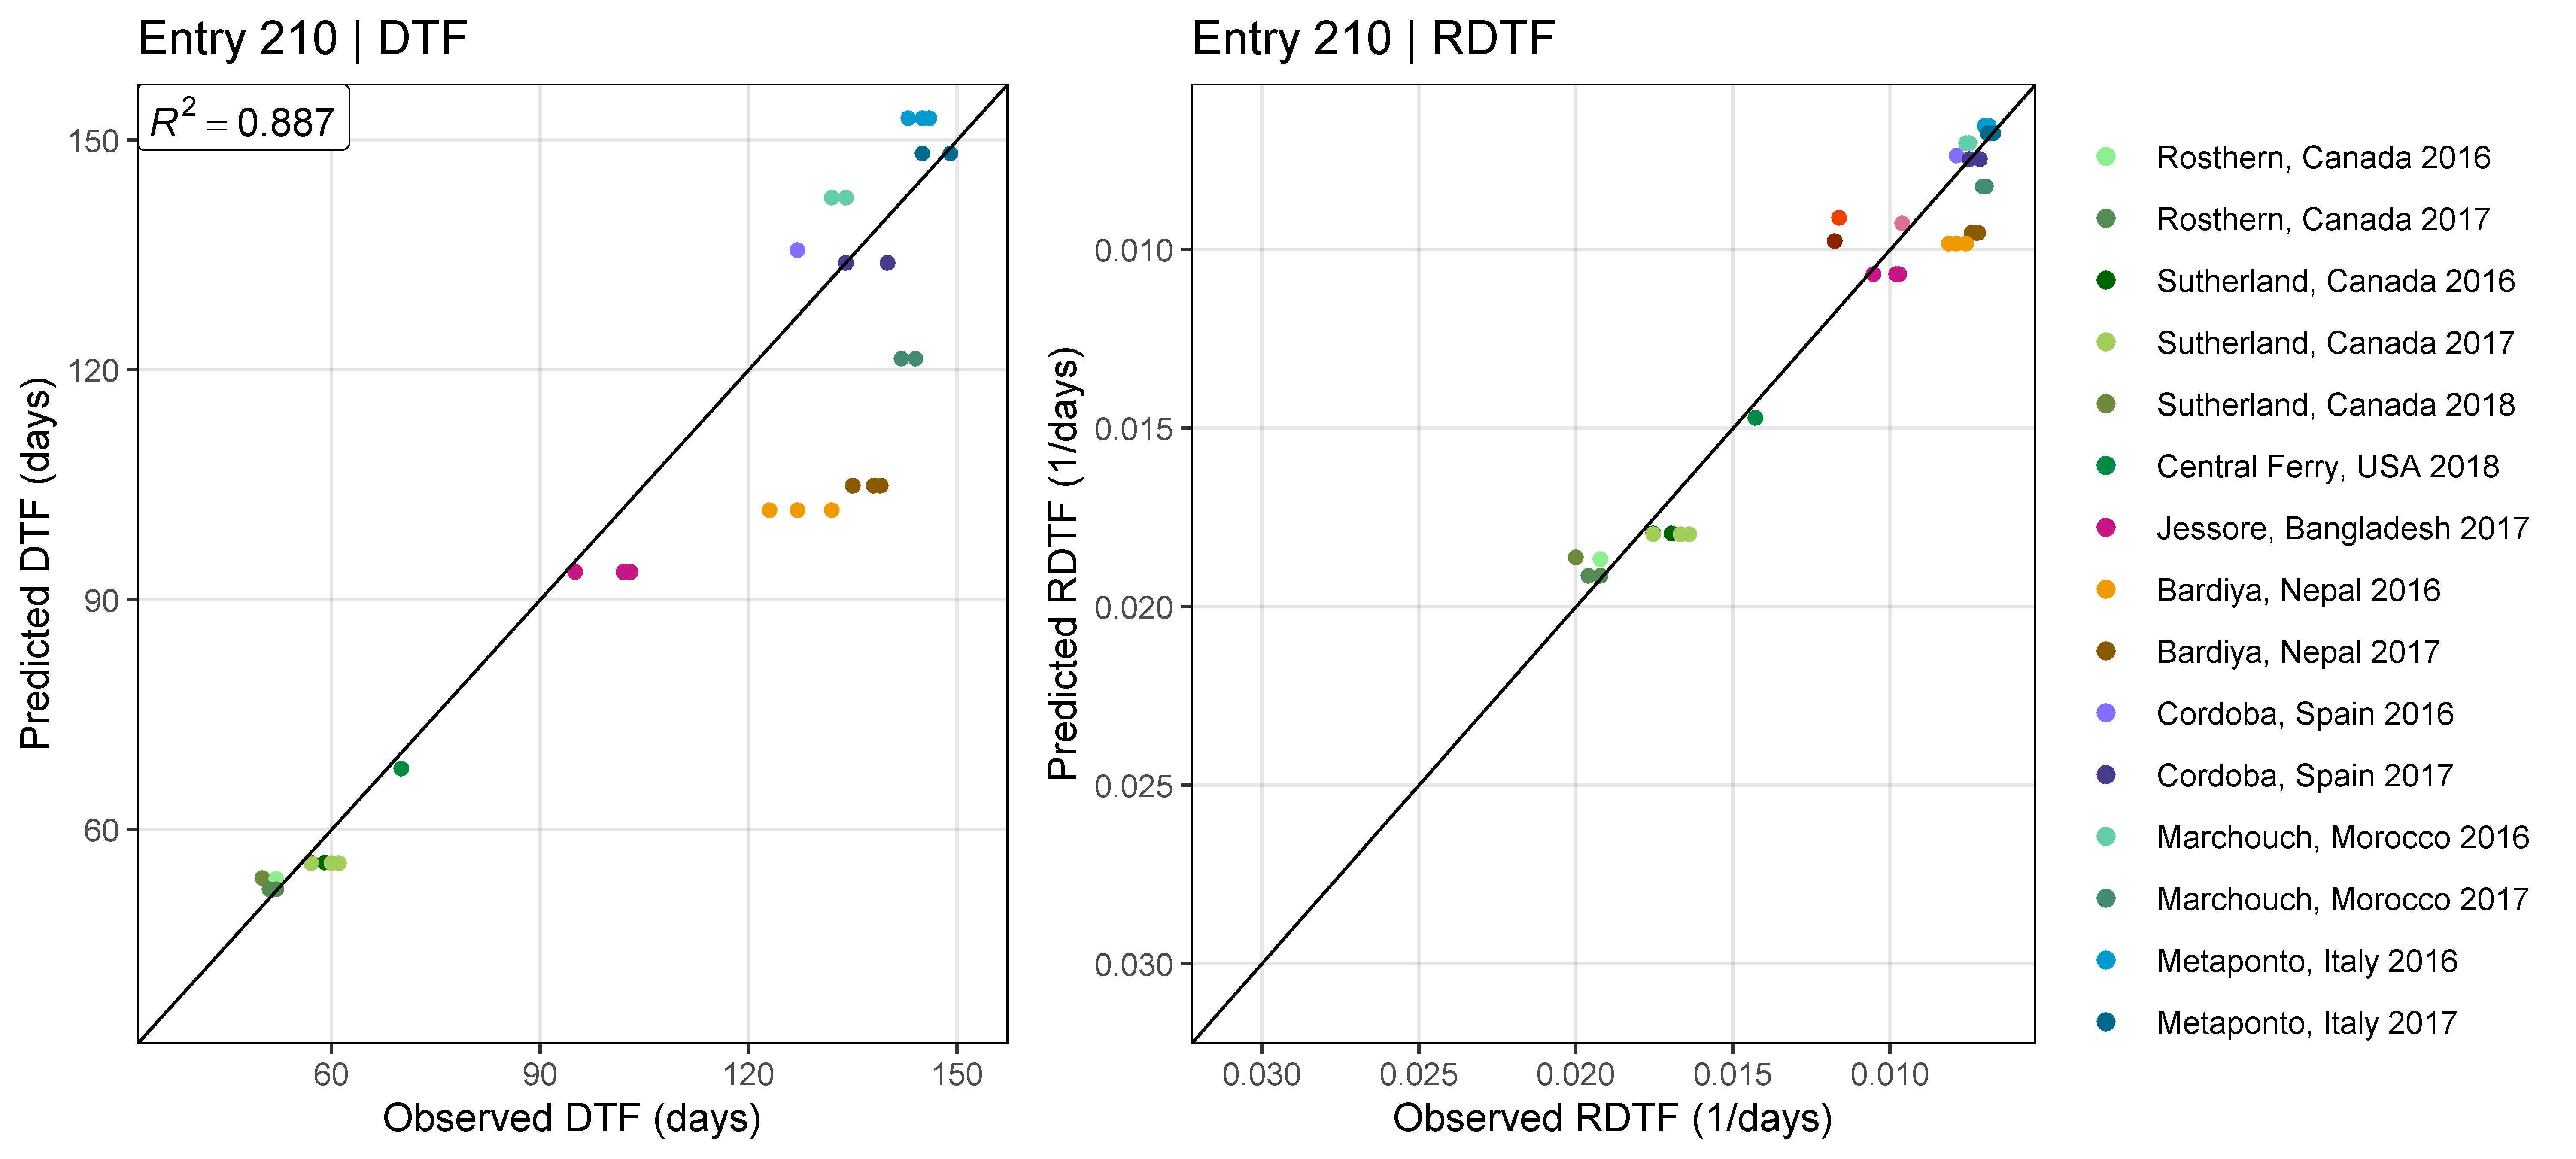 Entry 210 | DTF
R² = 0.887
150
120
90
60
Predicted DTF (days)
60 90 120 150
Observed DTF (days)
Entry 210 | RDTF
0.010
0.015
0.020
0.025
0.030
Predicted RDTF (1/days)
0.030 0.025 0.020 0.015 0.010
Observed RDTF (1/days)
Rosthern, Canada 2016
Rosthern, Canada 2017
Sutherland, Canada 2016
Sutherland, Canada 2017
Sutherland, Canada 2018
Central Ferry, USA 2018
Jessore, Bangladesh 2017
Bardiya, Nepal 2016
Bardiya, Nepal 2017
Cordoba, Spain 2016
Cordoba, Spain 2017
Marchouch, Morocco 2016
Marchouch, Morocco 2017
Metaponto, Italy 2016
Metaponto, Italy 2017